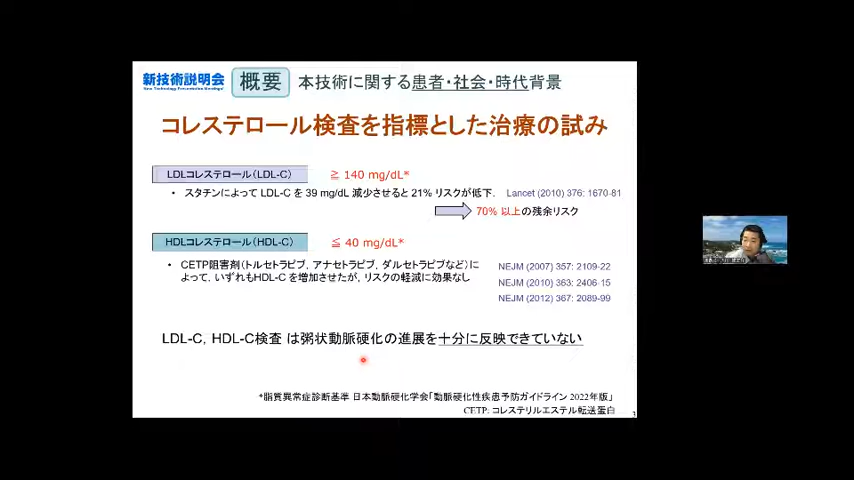 新技術説明会
New Technology Presentation Meetings!
概要
本技術に関する患者・社会・時代背景
コレステロール検査を指標とした治療の試み
LDLコレステロール(LDL-C)
≧ 140 mg/dL*
• スタチンによって LDL-C を 39 mg/dL 減少させると 21% リスクが低下.
Lancet (2010) 376: 1670-81
70% 以上の残余リスク
HDLコレステロール(HDL-C)
≦ 40 mg/dL*
• CETP阻害剤(トルセトラピブ, アナセトラピブ, ダルセトラピブなど)に
よって, いずれもHDL-C を増加させたが, リスクの軽減に効果なし
NEJM (2007) 357: 2109-22
NEJM (2010) 363: 2406-15
NEJM (2012) 367: 2089-99
LDL-C, HDL-C検査 は粥状動脈硬化の進展を十分に反映できていない
*脂質異常症診断基準 日本動脈硬化学会「動脈硬化性疾患予防ガイドライン 2022年版」
CETP: コレステリルエステル転送蛋白